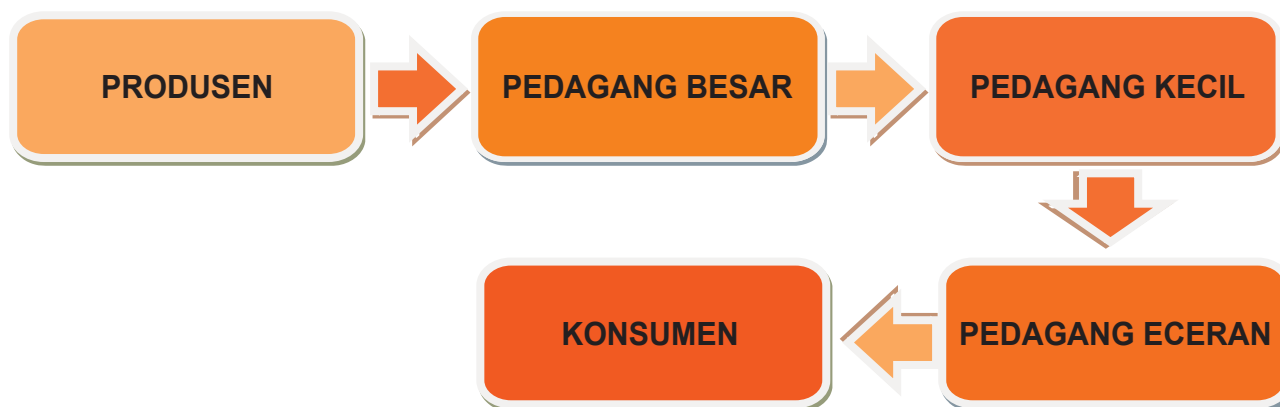 PRODUSEN
PEDAGANG BESAR
PEDAGANG KECIL
PEDAGANG ECERAN
KONSUMEN